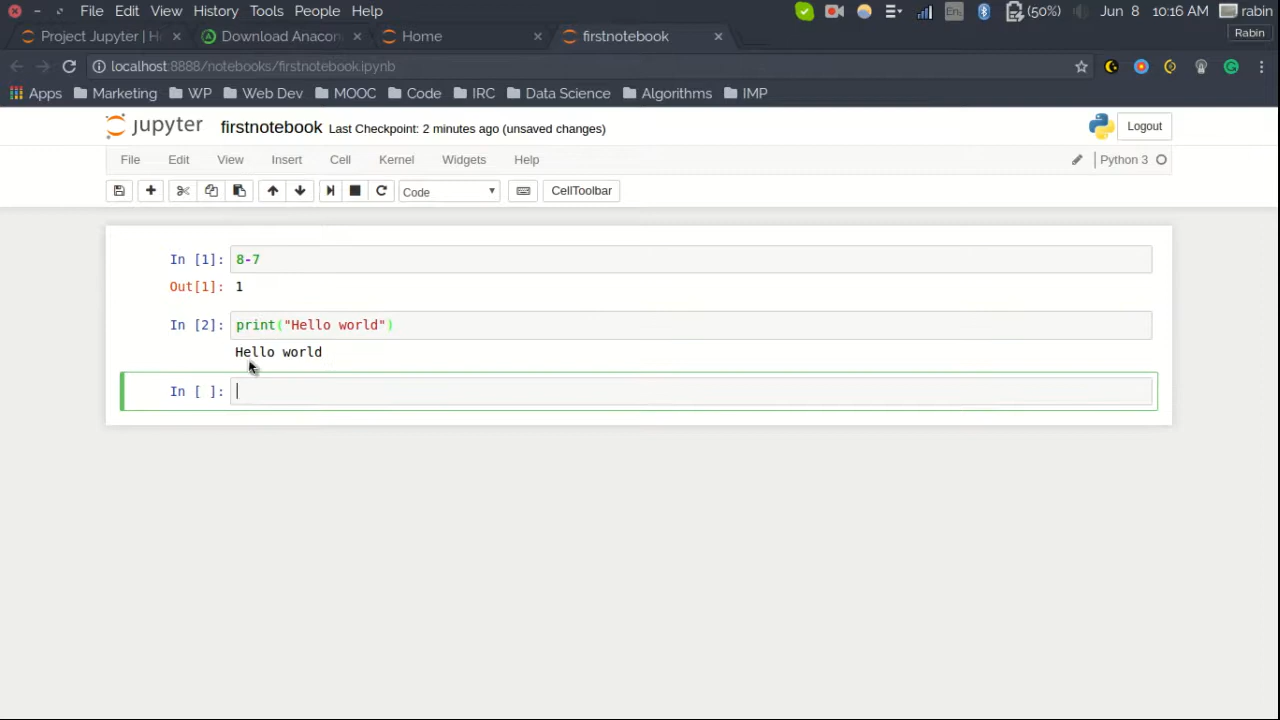 File Edit View History Tools People Help (50%) Jun 8 10:16 AM rabin
Project Jupyter | H Download Anacon Home firstnotebook Rabin
localhost:8888/notebooks/firstnotebook.ipynb
Apps Marketing WP Web Dev MOOC Code IRC Data Science Algorithms IMP
jupyter firstnotebook Last Checkpoint: 2 minutes ago (unsaved changes) Logout
File Edit View Insert Cell Kernel Widgets Help Python 3
Code CellToolbar
In [1]: 8-7
Out[1]: 1
In [2]: print("Hello world")
Hello world
In [ ]: